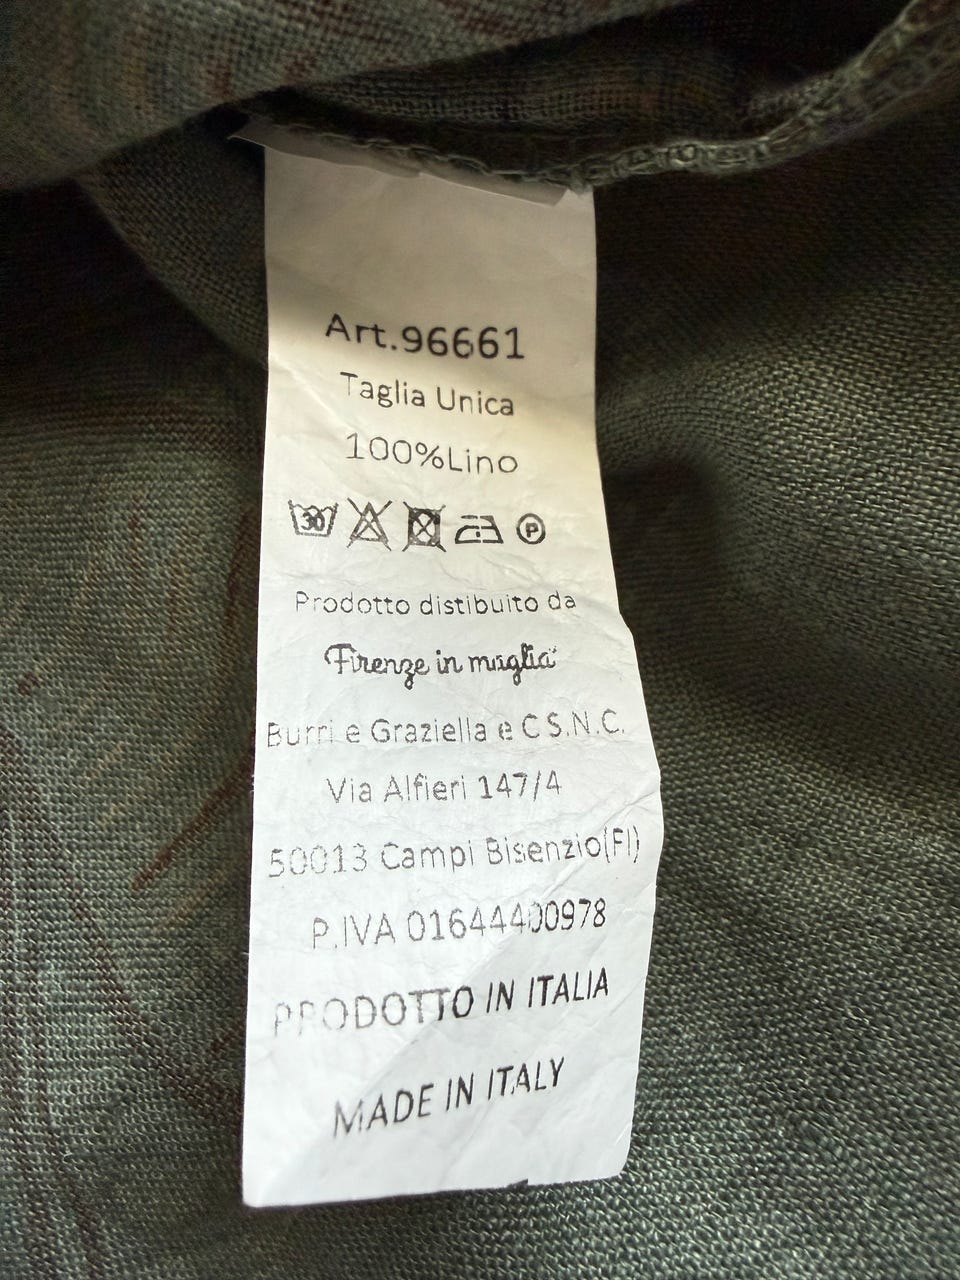 Art.96661
Taglia Unica
100%Lino
30
P
Prodotto distibuito da
Firenze in maglia
Burri e Graziella e C S.N.C.
Via Alfieri 147/4
50013 Campi Bisenzio(FI)
P.IVA 01644400978
PRODOTTO IN ITALIA
MADE IN ITALY